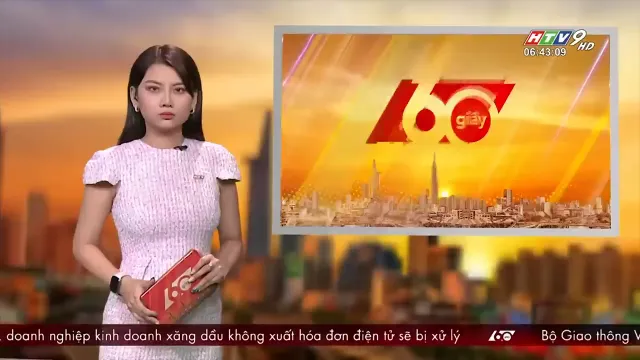 HTV9 HD
06:43:09
60 giây
60
doanh nghiệp kinh doanh xăng dầu không xuất hóa đơn điện tử sẽ bị xử lý 60 Bộ Giao thông V